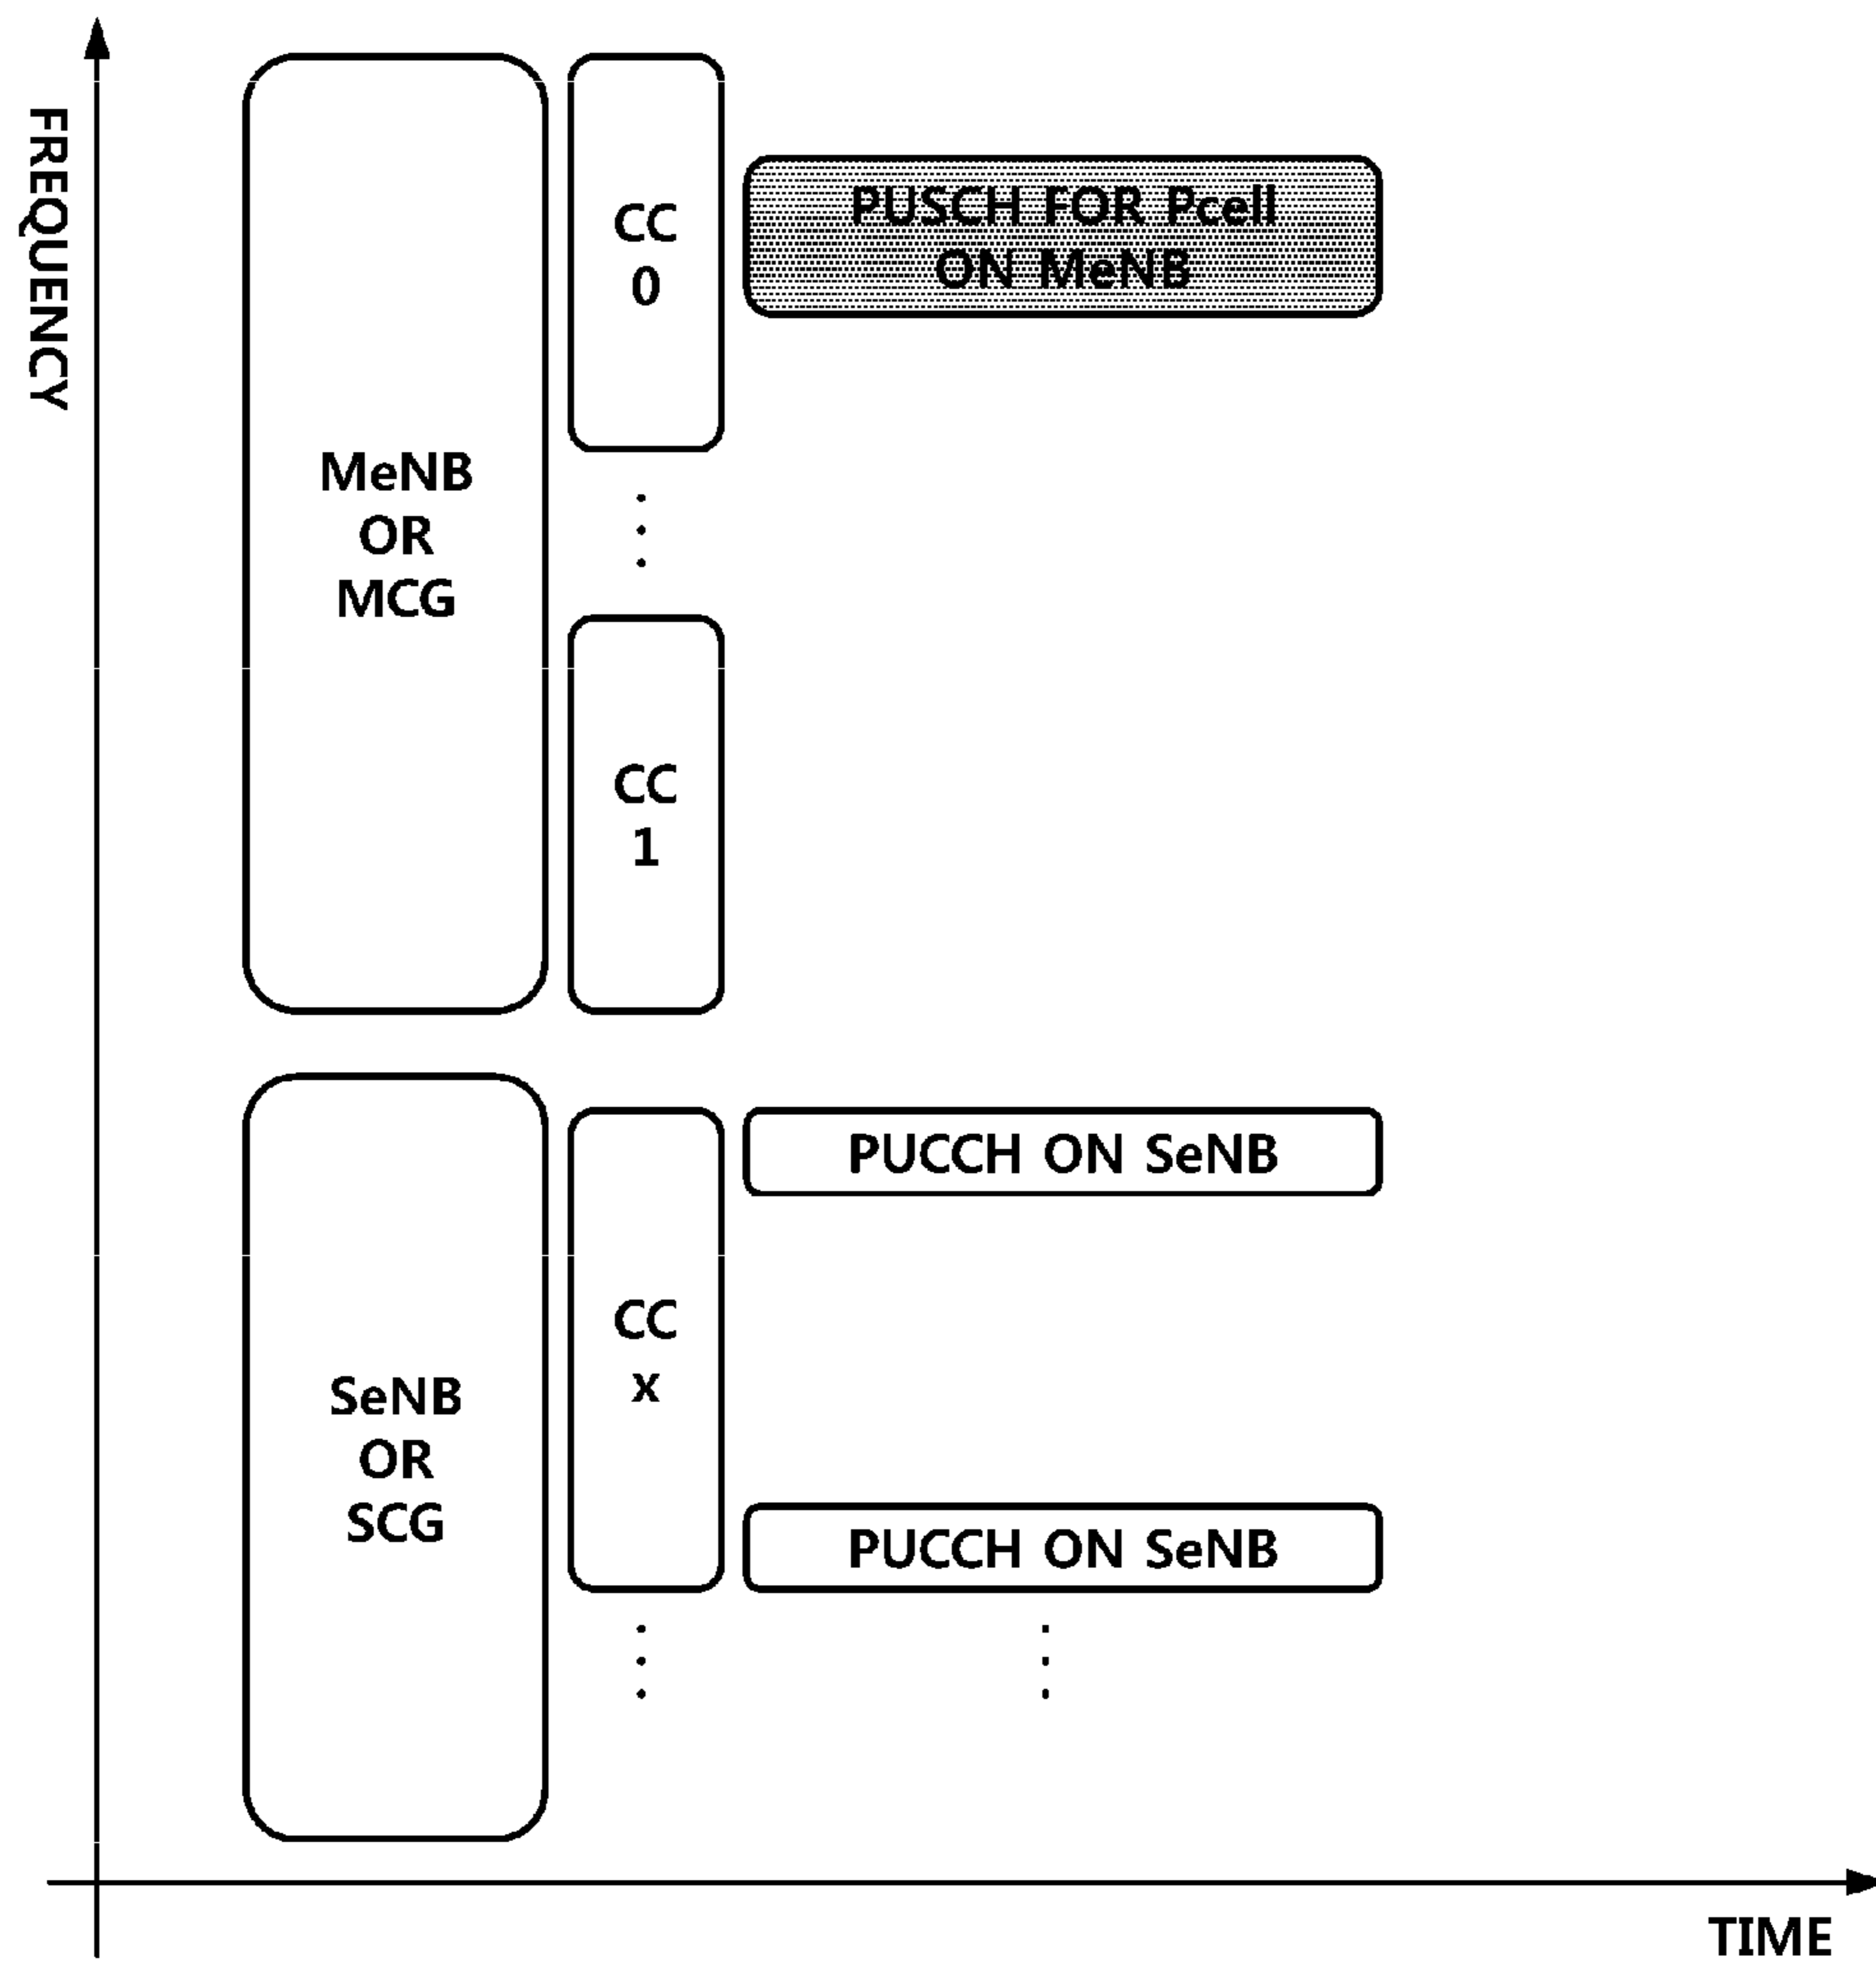 FREQUENCY
MeNB
OR
MCG
CC
0
PUSCH FOR Pcell
ON MeNB
CC
1
SeNB
OR
SCG
CC
x
PUCCH ON SeNB
PUCCH ON SeNB
TIME